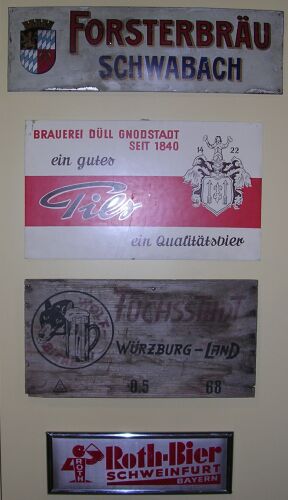 FORSTERBRÄU
SCHWABACH
BRAUEREI DÜLL GNODSTADT
SEIT 1840
ein gutes
14 22
Pils
ein Qualitätsbier
FUCHSSTADT
WÜRZBURG-LAND
0.5 68
ROTH
Roth-Bier
SCHWEINFURT
BAYERN